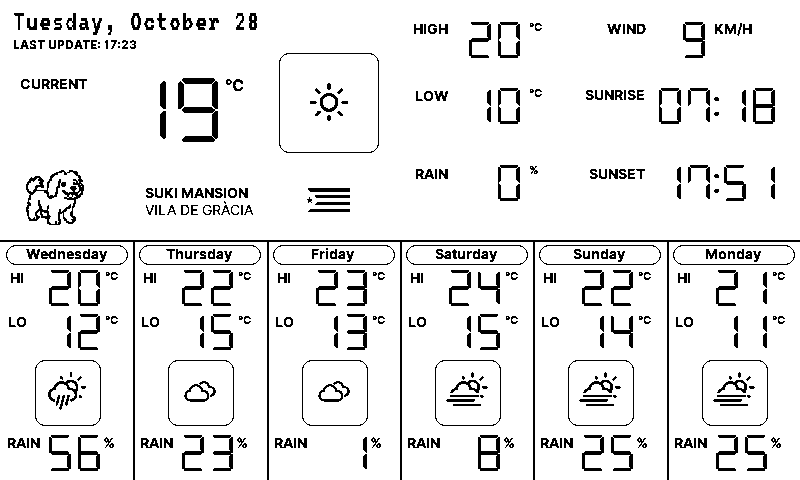 Tuesday, October 28
LAST UPDATE: 17:23
CURRENT 19 °C
HIGH 20 °C
WIND 9 KM/H
LOW 10 °C
SUNRISE 07:18
RAIN 0 %
SUNSET 17:51
SUKI MANSION
VILA DE GRÀCIA
Wednesday
HI 20 °C
LO 12 °C
RAIN 56 %
Thursday
HI 22 °C
LO 15 °C
RAIN 23 %
Friday
HI 23 °C
LO 13 °C
RAIN 1 %
Saturday
HI 24 °C
LO 15 °C
RAIN 8 %
Sunday
HI 22 °C
LO 14 °C
RAIN 25 %
Monday
HI 21 °C
LO 11 °C
RAIN 25 %